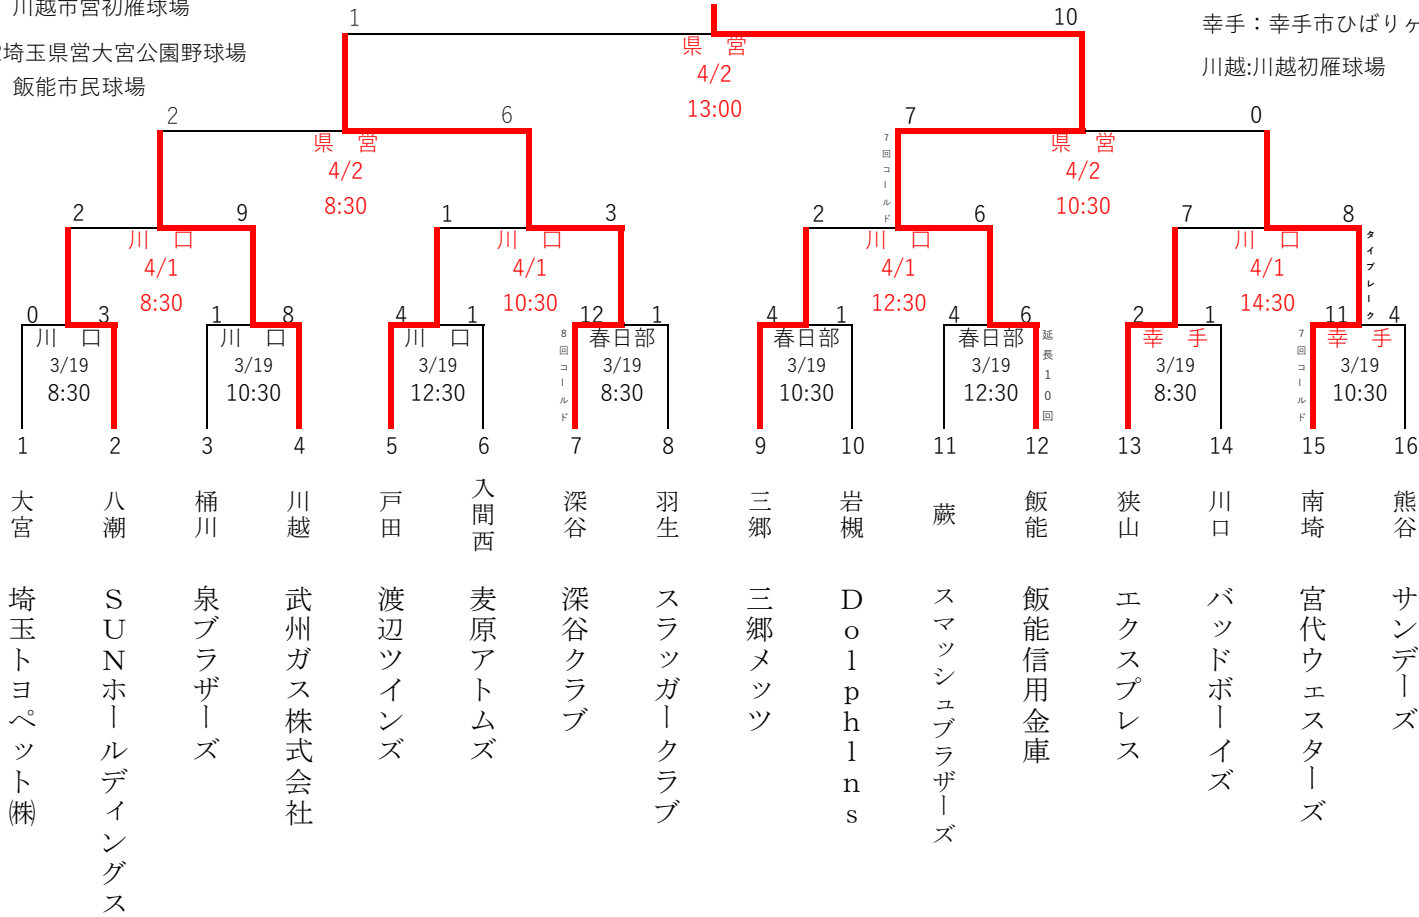 川越市営初雁球場
埼玉県営大宮公園野球場
飯能市民球場
幸手：幸手市ひばりヶ
川越:川越初雁球場
1 10
県 営
4/2
13:00
2 6 7 0
県 営 県 営
4/2 4/2
8:30 10:30
7回コールド
2 9 1 3 2 6 7 8
川 口 川 口 川 口 川 口
4/1 4/1 4/1 4/1
8:30 10:30 12:30 14:30
タイブレーク
0 3 1 8 4 1 12 1 4 1 4 6 2 1 11 4
川 口 川 口 川 口 春日部 春日部 春日部 幸 手 幸 手
3/19 3/19 3/19 3/19 3/19 3/19 3/19 3/19
8:30 10:30 12:30 8:30 10:30 12:30 8:30 10:30
8回コールド
延長10回
7回コールド
1 2 3 4 5 6 7 8 9 10 11 12 13 14 15 16
大宮
八潮
桶川
川越
戸田
入間西
深谷
羽生
三郷
岩槻
蕨
飯能
狭山
川口
南埼
熊谷
埼玉トヨペット㈱
SUNホールディングス
泉ブラザーズ
武州ガス株式会社
渡辺ツインズ
麦原アトムズ
深谷クラブ
スラッガークラブ
三郷メッツ
Dolphlns
スマッシュブラザーズ
飯能信用金庫
エクスプレス
バッドボーイズ
宮代ウェスターズ
サンデーズ